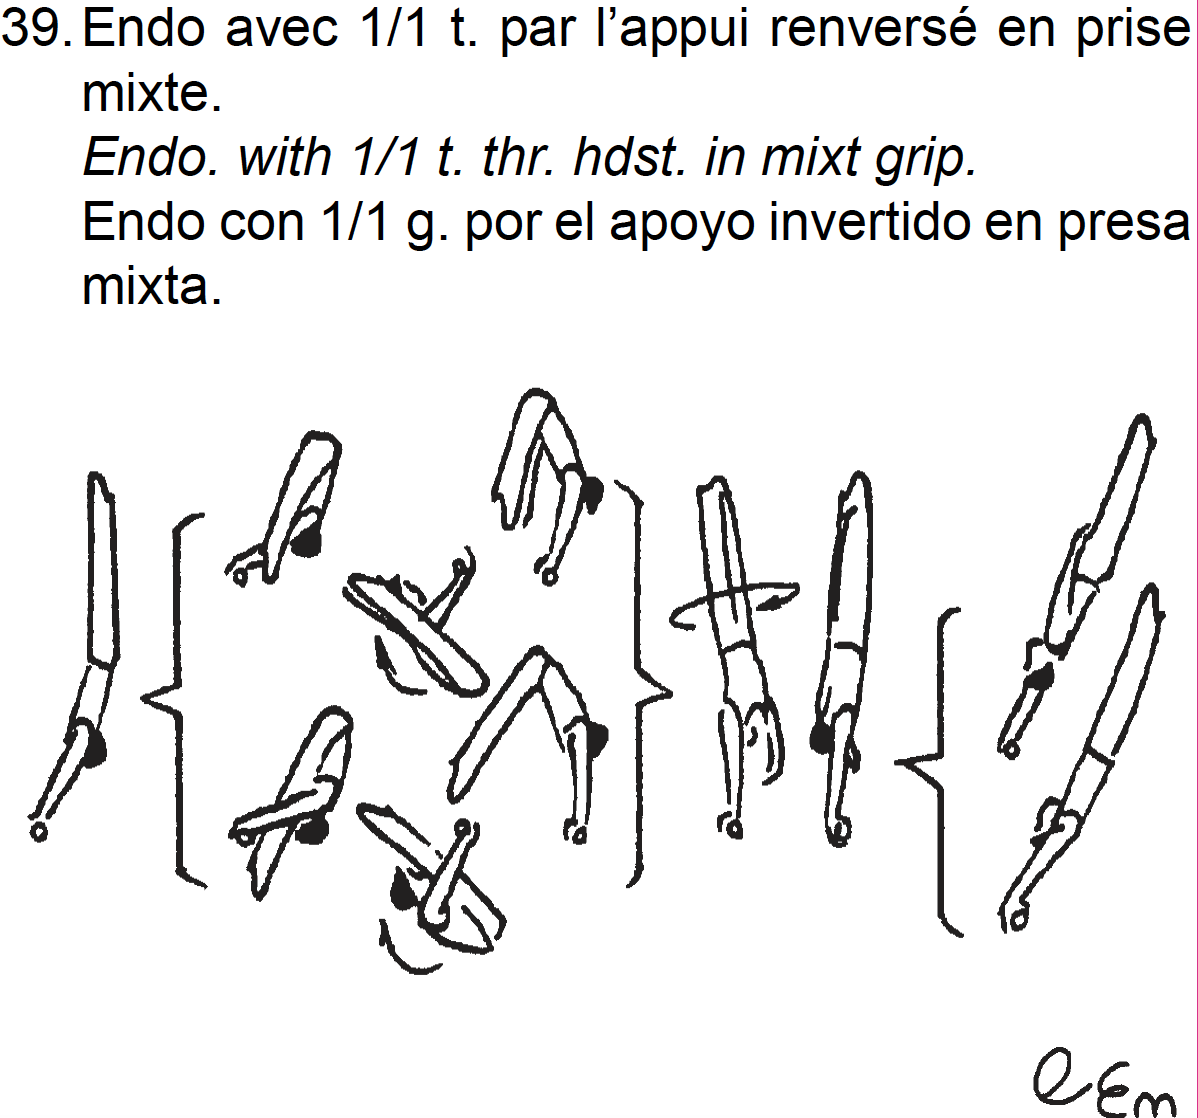 39. Endo avec 1/1 t. par l’appui renversé en prise
mixte.
Endo. with 1/1 t. thr. hdst. in mixt grip.
Endo con 1/1 g. por el apoyo invertido en presa
mixta.